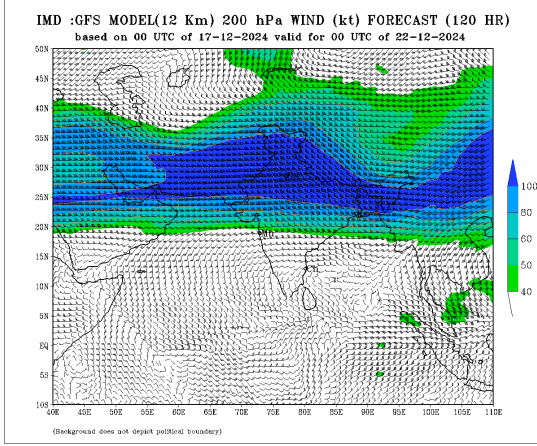 IMD :GFS MODEL(12 Km) 200 hPa WIND (kt) FORECAST (120 HR)
based on 00 UTC of 17-12-2024 valid for 00 UTC of 22-12-2024
50N
45N
40N
35N
30N
25N
20N
15N
10N
5N
EQ
5S
10S
100
80
60
50
40
40E 45E 50E 55E 60E 65E 70E 75E 80E 85E 90E 95E 100E 105E 110E
(Background does not depict political boundary)